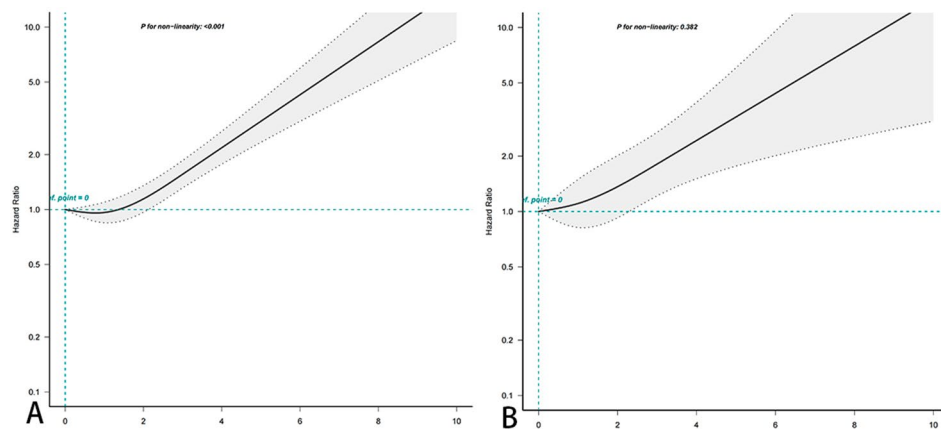 P for non-linearity: <0.001
10.0
5.0
2.0
ef. point = 0
1.0
0.5
0.2
0.1
Hazard Ratio
0 2 4 6 8 10
A
P for non-linearity: 0.382
10.0
5.0
2.0
ef. point = 0
1.0
0.5
0.2
0.1
Hazard Ratio
0 2 4 6 8 10
B